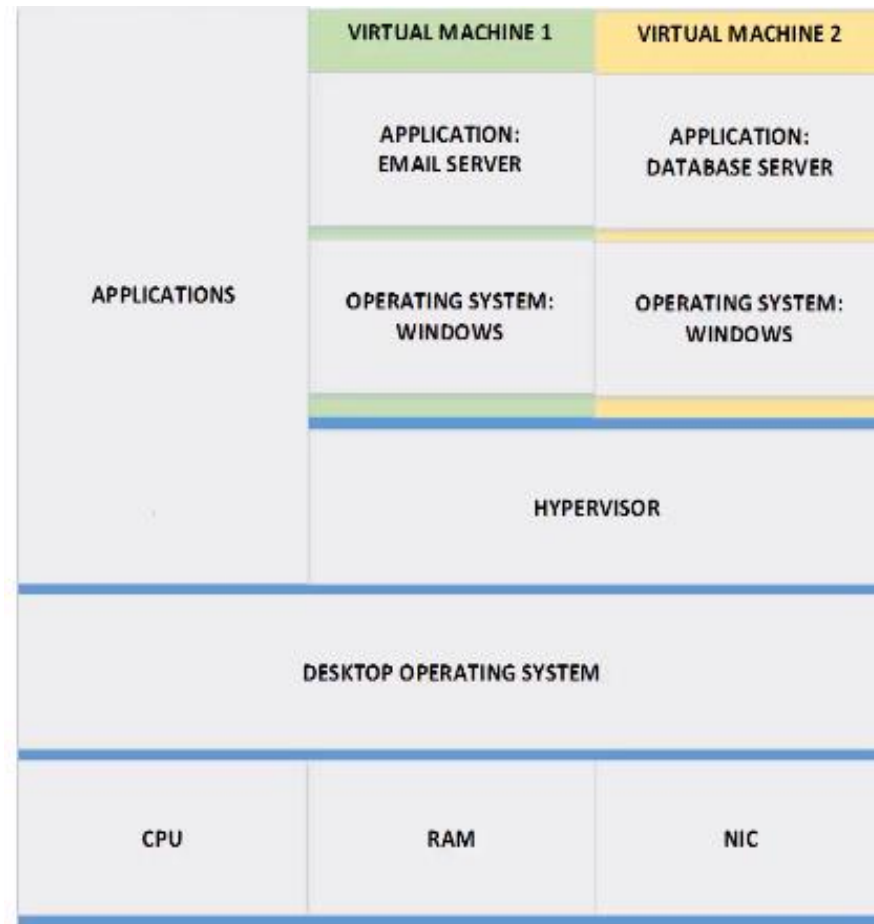 VIRTUAL MACHINE 1
VIRTUAL MACHINE 2
APPLICATION:
EMAIL SERVER
APPLICATION:
DATABASE SERVER
APPLICATIONS
OPERATING SYSTEM:
WINDOWS
OPERATING SYSTEM:
WINDOWS
HYPERVISOR
DESKTOP OPERATING SYSTEM
CPU
RAM
NIC